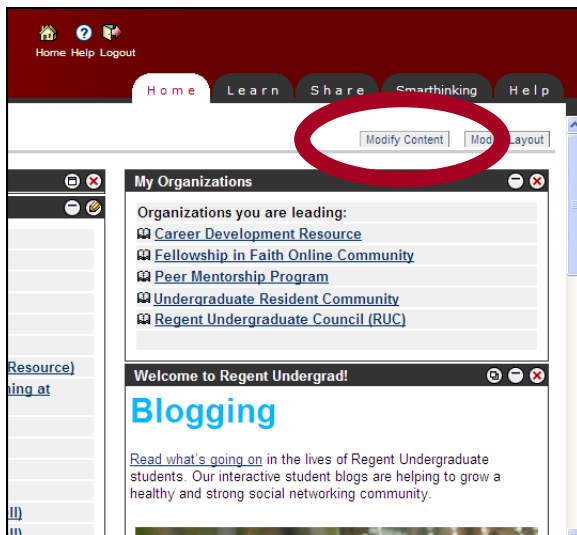 Home Help Logout
Home Learn Share Smarthinking Help
Modify Content Layout
My Organizations
Organizations you are leading:
Career Development Resource
Fellowship in Faith Online Community
Peer Mentorship Program
Undergraduate Resident Community
Regent Undergraduate Council (RUC)
Resource)
at
Welcome to Regent Undergrad!
Blogging
Read what's going on in the lives of Regent Undergraduate
students. Our interactive student blogs are helping to grow a
healthy and strong social networking community.